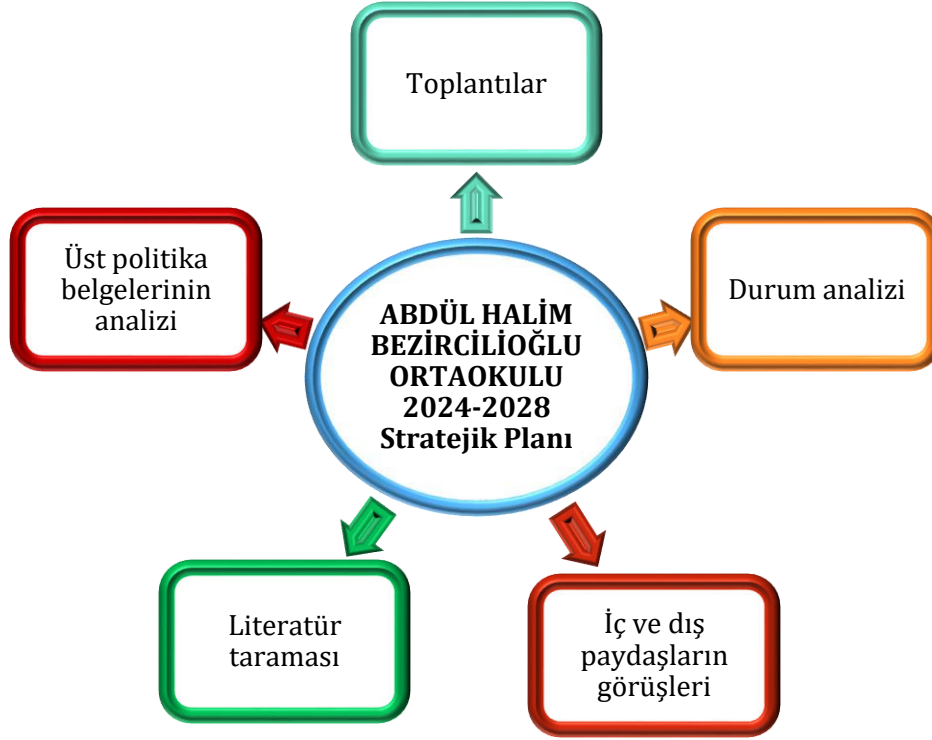 Toplantılar
Üst politika
belgelerinin
analizi
Durum analizi
ABDÜL HALİM
BEZİRCİLİOĞLU
ORTAOKULU
2024-2028
Stratejik Planı
Literatür
taraması
İç ve dış
paydaşların
görüşleri